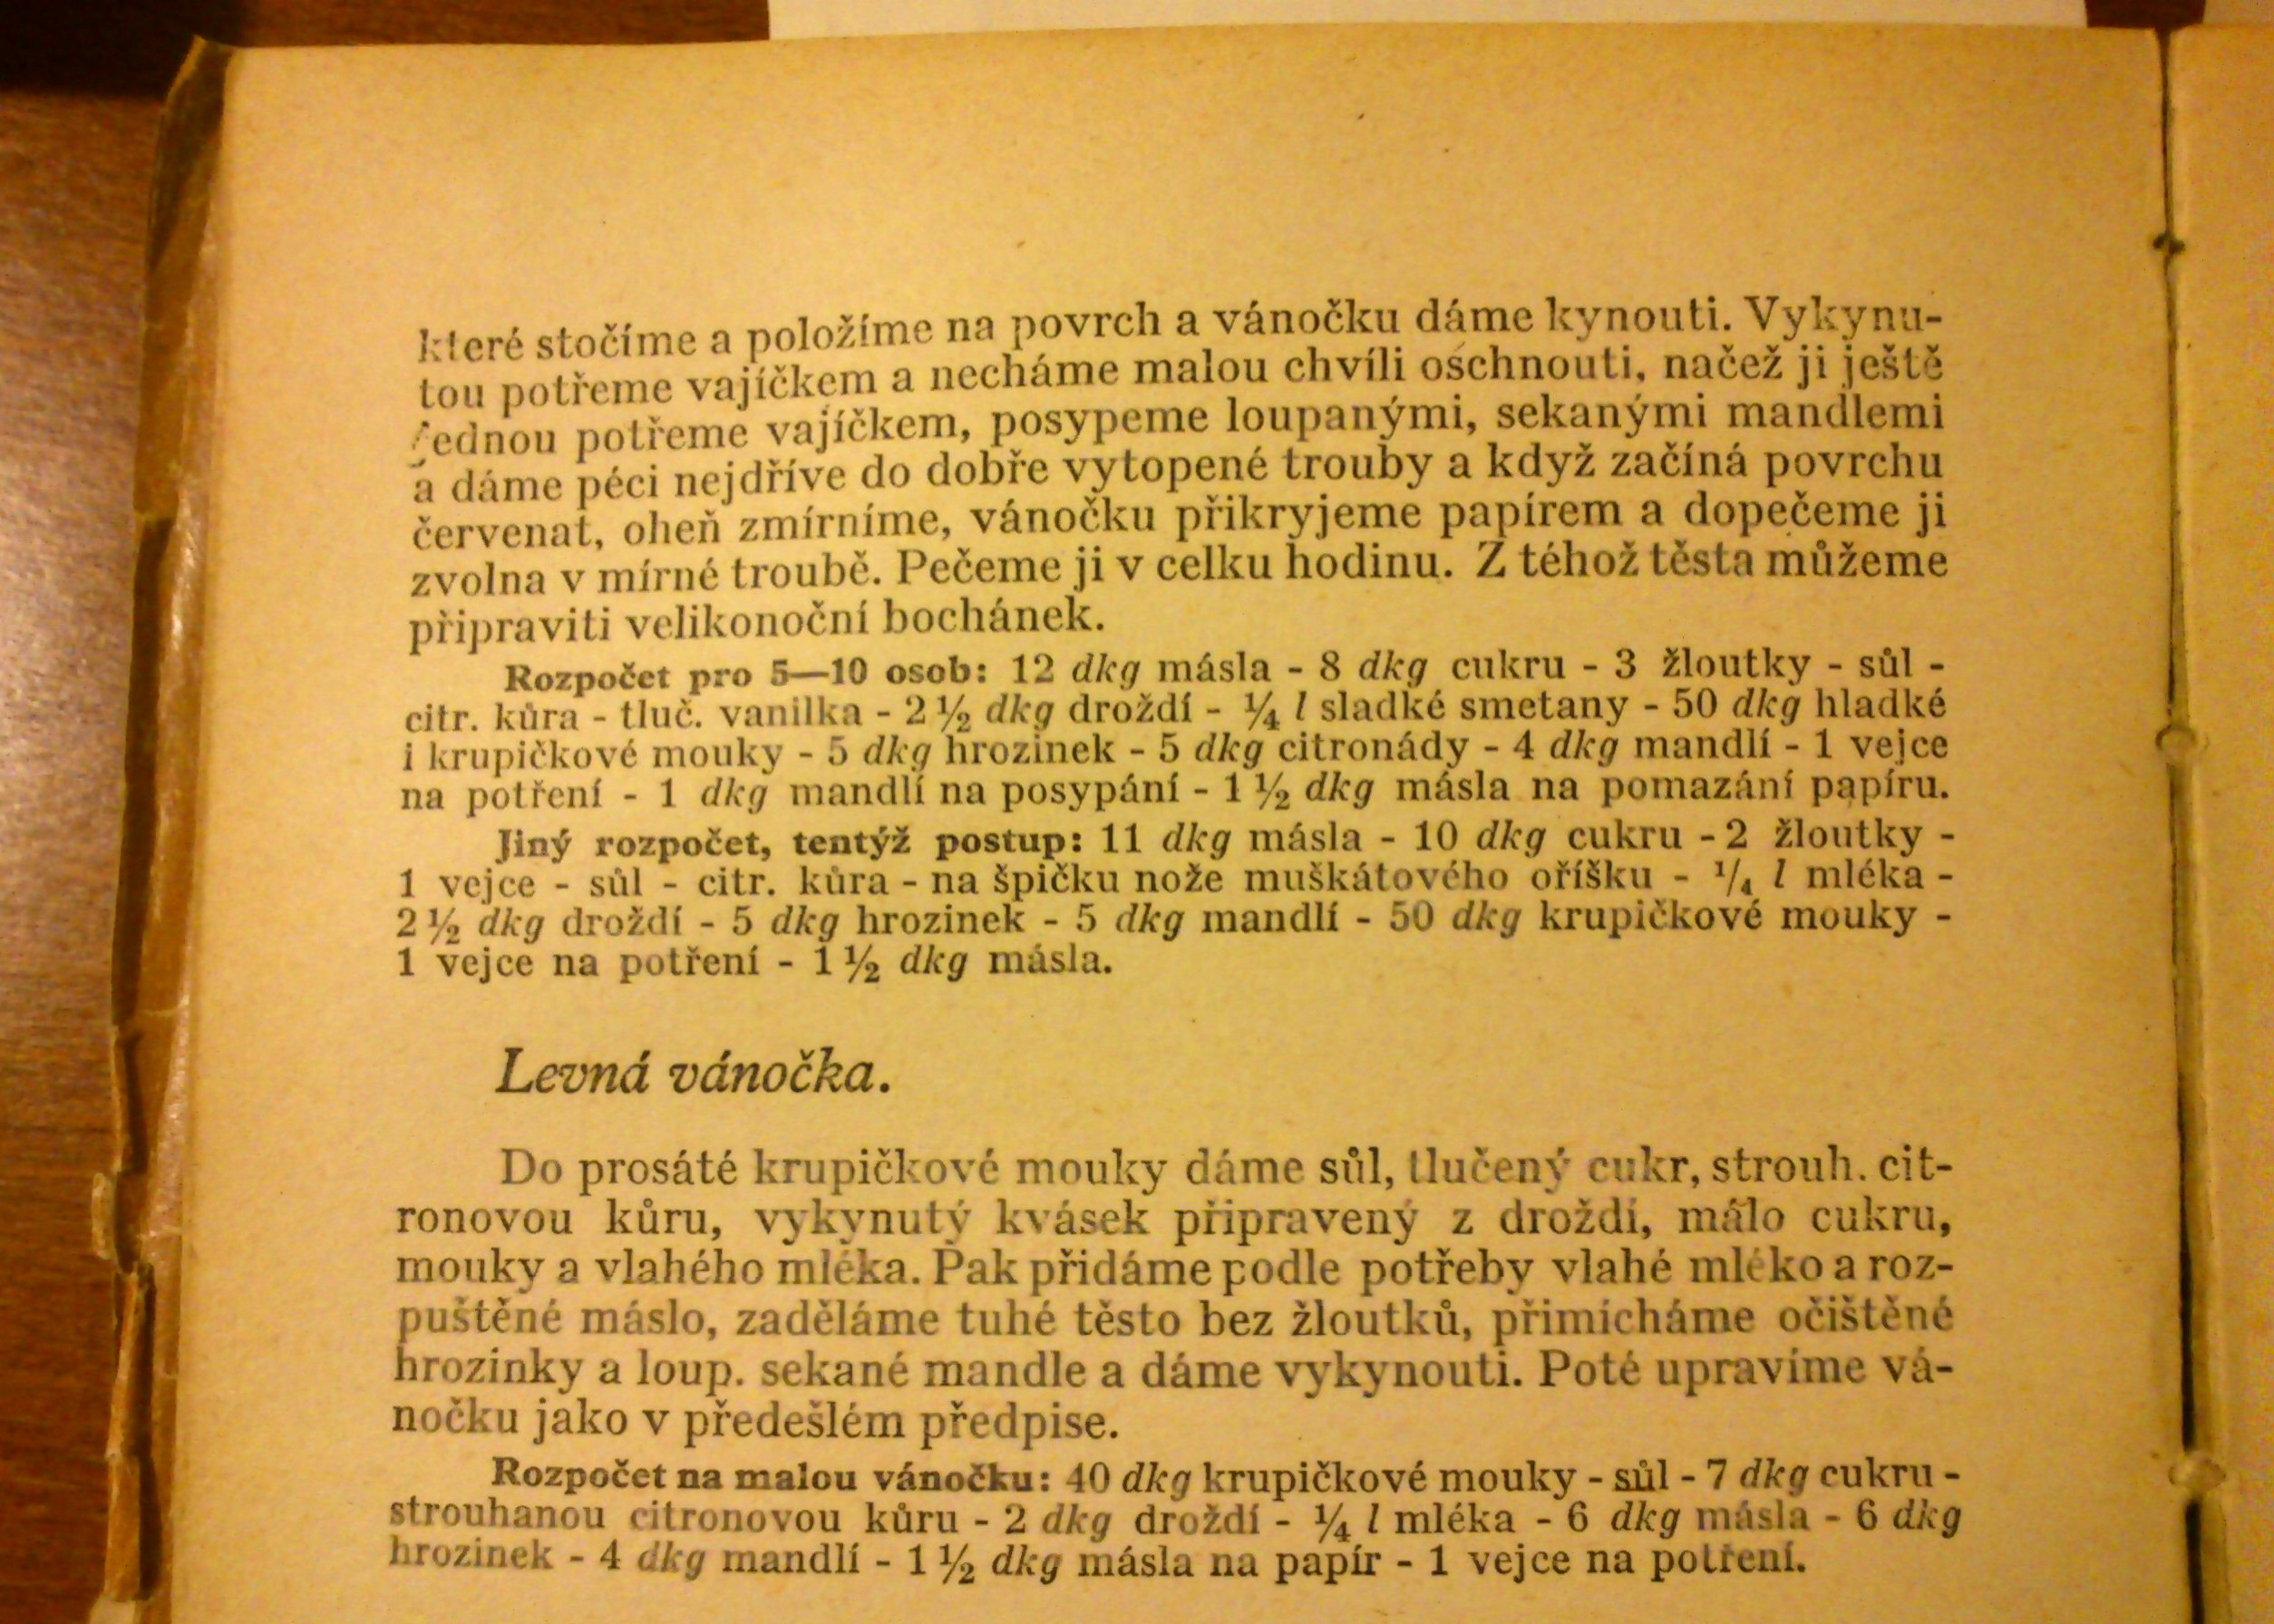 které stočíme a položíme na povrch a vánočku dáme kynouti. Vykynu-
tou potřeme vajíčkem a necháme malou chvíli oschnouti, načež ji ještě
jednou potřeme vajíčkem, posypeme loupanými, sekanými mandlemi
a dáme péci nejdříve do dobře vytopené trouby a když začíná povrchu
červenat, oheň zmírníme, vánočku přikryjeme papírem a dopečeme ji
zvolna v mírné troubě. Pečeme ji v celku hodinu. Z téhož těsta můžeme
připraviti velikonoční bochánek.
Rozpočet pro 5—10 osob: 12 dkg másla - 8 dkg cukru - 3 žloutky - sůl -
citr. kůra - tluč. vanilka - 2 ½ dkg droždí - ¼ l sladké smetany - 50 dkg hladké
i krupičkové mouky - 5 dkg hrozinek - 5 dkg citronády - 4 dkg mandlí - 1 vejce
na potření - 1 dkg mandlí na posypání - 1 ½ dkg másla na pomazání papíru.
Jiný rozpočet, tentýž postup: 11 dkg másla - 10 dkg cukru - 2 žloutky -
1 vejce - sůl - citr. kůra - na špičku nože muškátového oříšku - ¼ l mléka -
2 ½ dkg droždí - 5 dkg hrozinek - 5 dkg mandlí - 50 dkg krupičkové mouky -
1 vejce na potření - 1 ½ dkg másla.
Levná vánočka.
Do prosáté krupičkové mouky dáme sůl, tlučený cukr, strouh. cit-
ronovou kůru, vykynutý kvásek připravený z droždí, málo cukru,
mouky a vlahého mléka. Pak přidáme podle potřeby vlahé mléko a roz-
puštěné máslo, zaděláme tuhé těsto bez žloutků, přimícháme očištěné
hrozinky a loup. sekané mandle a dáme vykynouti. Poté upravíme vá-
nočku jako v předešlém předpise.
Rozpočet na malou vánočku: 40 dkg krupičkové mouky - sůl - 7 dkg cukru -
strouhanou citronovou kůru - 2 dkg droždí - ¼ l mléka - 6 dkg másla - 6 dkg
hrozinek - 4 dkg mandlí - 1 ½ dkg másla na papír - 1 vejce na potření.